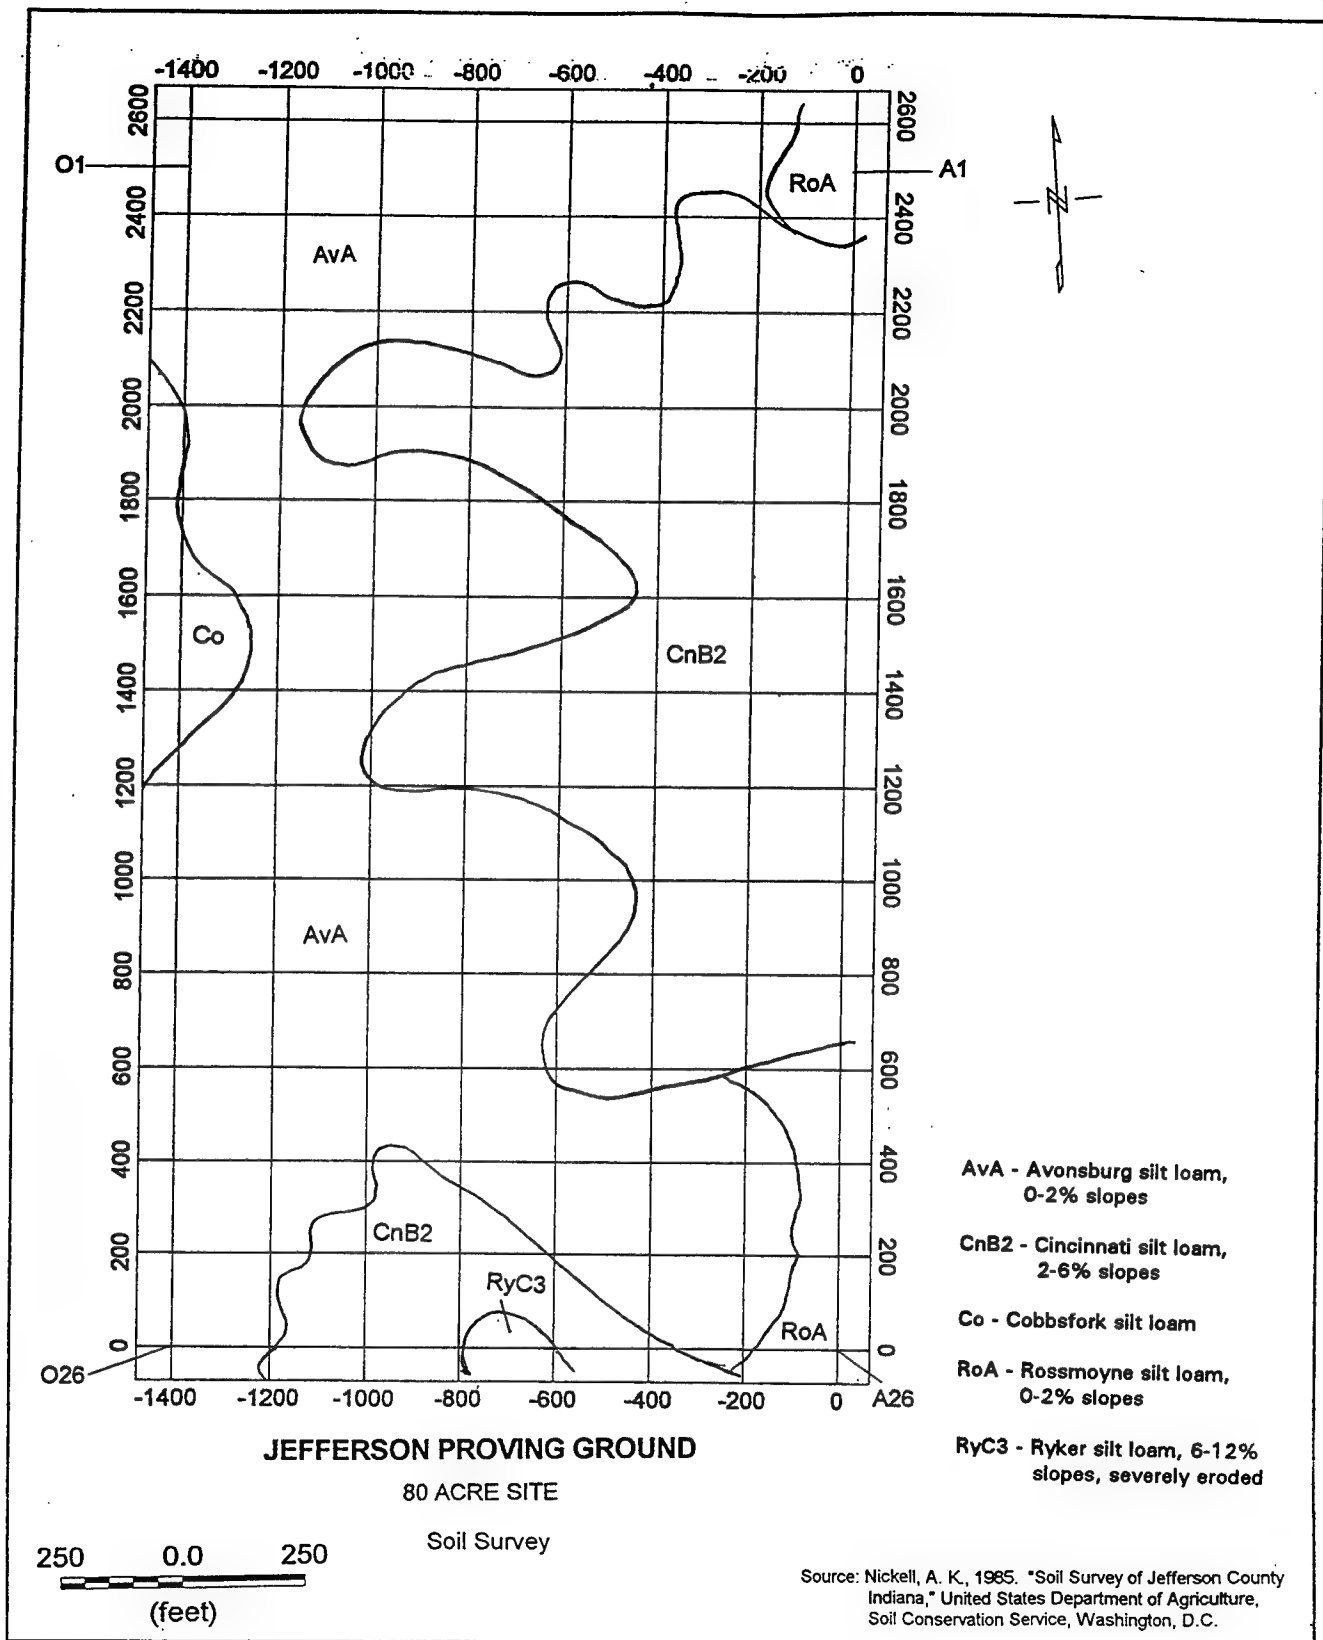 -1400 -1200 -1000 -800 -600 -400 -200 0
2600 2600
O1 A1
RoA
2400 2400
AvA
2200 2200
2000 2000
1800 1800
1600 1600
Co
CnB2
1400 1400
1200 1200
1000 1000
AvA
800 800
600 600
400 400
CnB2
200 200
RyC3
RoA
0 0
O26 A26
-1400 -1200 -1000 -800 -600 -400 -200 0
AvA - Avonsburg silt loam,
0-2% slopes
CnB2 - Cincinnati silt loam,
2-6% slopes
Co - Cobbsfork silt loam
RoA - Rossmoyne silt loam,
0-2% slopes
RyC3 - Ryker silt loam, 6-12%
slopes, severely eroded
JEFFERSON PROVING GROUND
80 ACRE SITE
Soil Survey
250 0.0 250
(feet)
Source: Nickell, A. K., 1985. "Soil Survey of Jefferson County
Indiana," United States Department of Agriculture,
Soil Conservation Service, Washington, D.C.
N